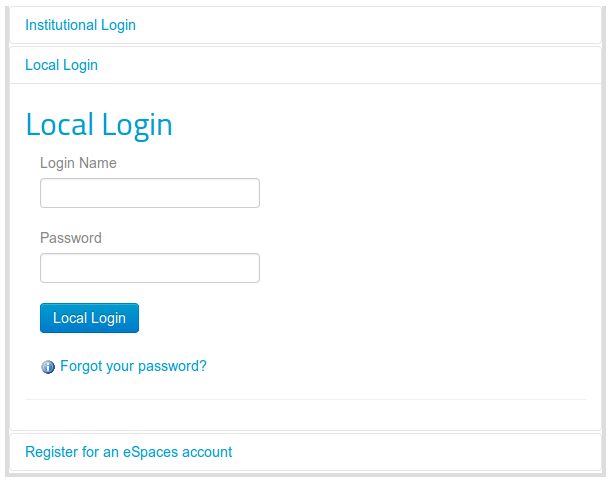 Institutional Login
Local Login
Local Login
Login Name
Password
Local Login
Forgot your password?
Register for an eSpaces account